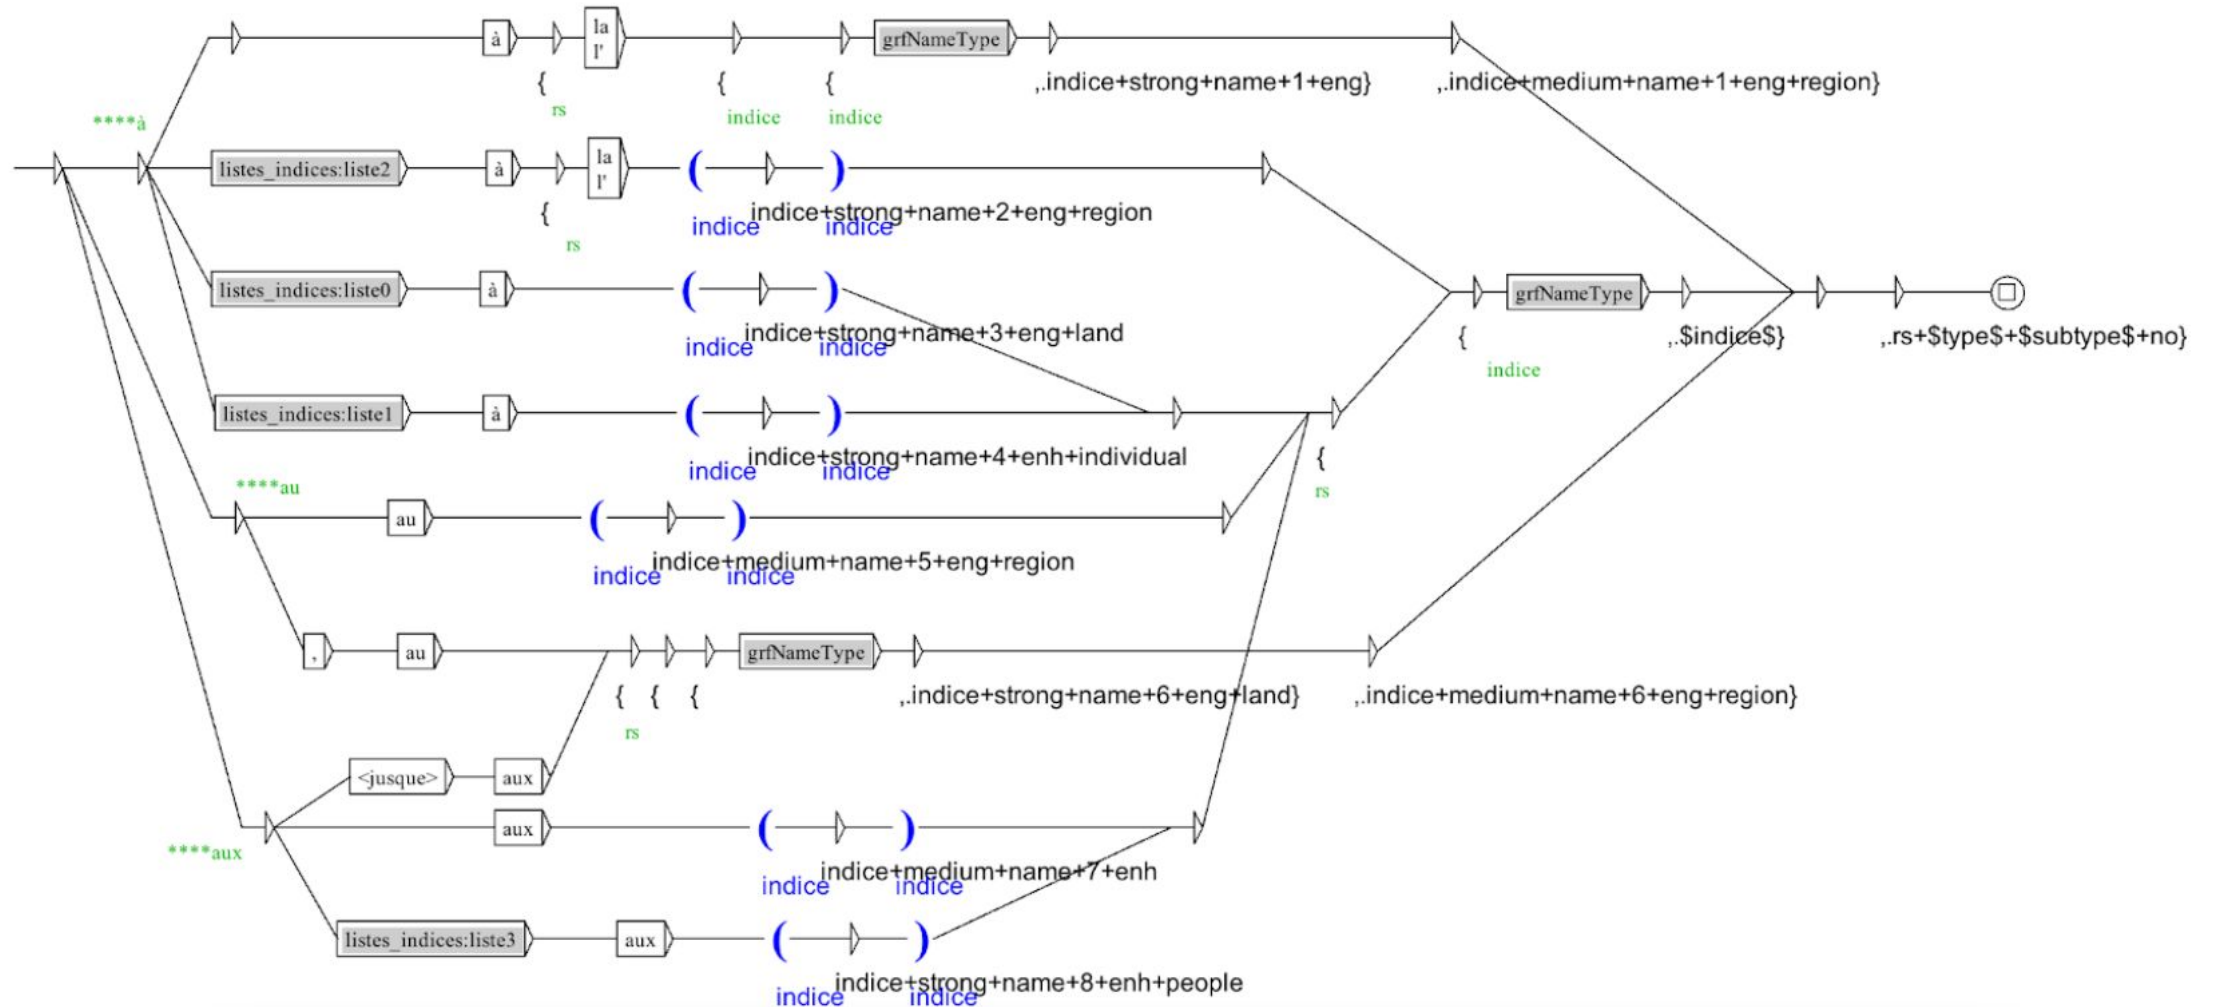 à
la
l'
grfNameType
{
{
{
,.indice+strong+name+1+eng}
,.indice+medium+name+1+eng+region}
rs
indice
indice
****à
listes_indices:liste2
à
la
l'
(
)
{
indice+strong+name+2+eng+region
indice
indice
rs
listes_indices:liste0
à
(
)
grfNameType
indice+strong+name+3+eng+land
indice
indice
{
,.$indice$}
,.rs+$type$+$subtype$+no}
indice
listes_indices:liste1
à
(
)
indice+strong+name+4+enh+individual
indice
indice
{
rs
****au
au
(
)
indice+medium+name+5+eng+region
indice
indice
,
au
grfNameType
{
{
{
,.indice+strong+name+6+eng+land}
,.indice+medium+name+6+eng+region}
rs
<jusque>
aux
aux
(
)
****aux
indice+medium+name+7+enh
indice
indice
listes_indices:liste3
aux
(
)
indice+strong+name+8+enh+people
indice
indice